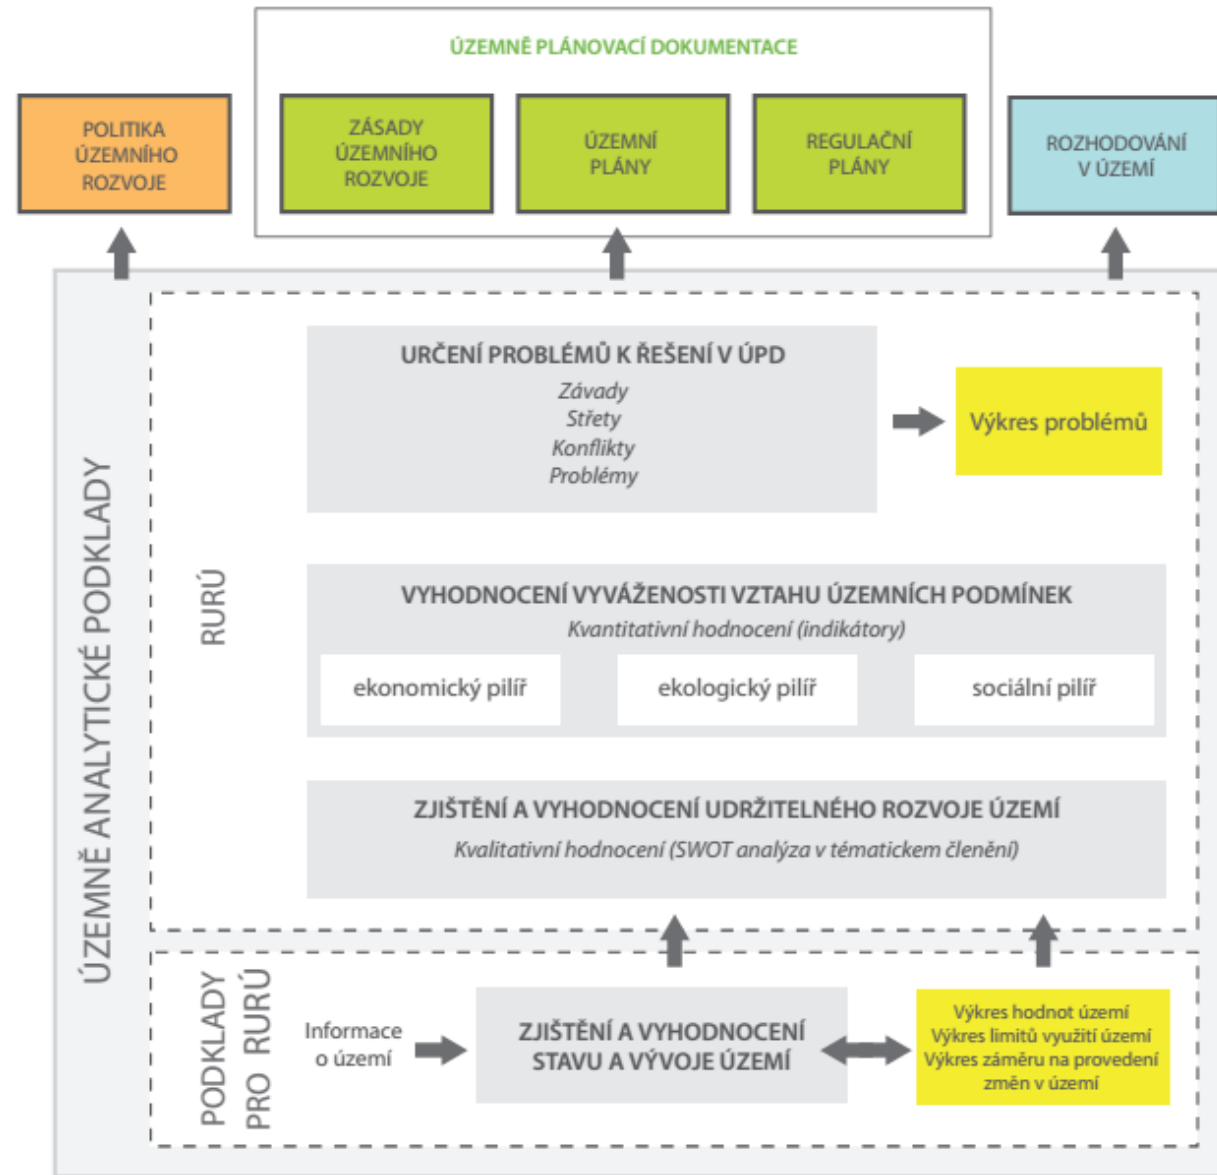 ÚZEMNĚ PLÁNOVACÍ DOKUMENTACE
POLITIKA
ÚZEMNÍHO
ROZVOJE
ZÁSADY
ÚZEMNÍHO
ROZVOJE
ÚZEMNÍ
PLÁNY
REGULAČNÍ
PLÁNY
ROZHODOVÁNÍ
V ÚZEMÍ
ÚZEMNĚ ANALYTICKÉ PODKLADY
RURÚ
URČENÍ PROBLÉMŮ K ŘEŠENÍ V ÚPD
Závady
Střety
Konflikty
Problémy
Výkres problémů
VYHODNOCENÍ VYVÁŽENOSTI VZTAHU ÚZEMNÍCH PODMÍNEK
Kvantitativní hodnocení (indikátory)
ekonomický pilíř
ekologický pilíř
sociální pilíř
ZJIŠTĚNÍ A VYHODNOCENÍ UDRŽITELNÉHO ROZVOJE ÚZEMÍ
Kvalitativní hodnocení (SWOT analýza v tématickem členění)
PODKLADY
PRO RURÚ
Informace
o území
ZJIŠTĚNÍ A VYHODNOCENÍ
STAVU A VÝVOJE ÚZEMÍ
Výkres hodnot území
Výkres limitů využití území
Výkres záměru na provedení
změn v území